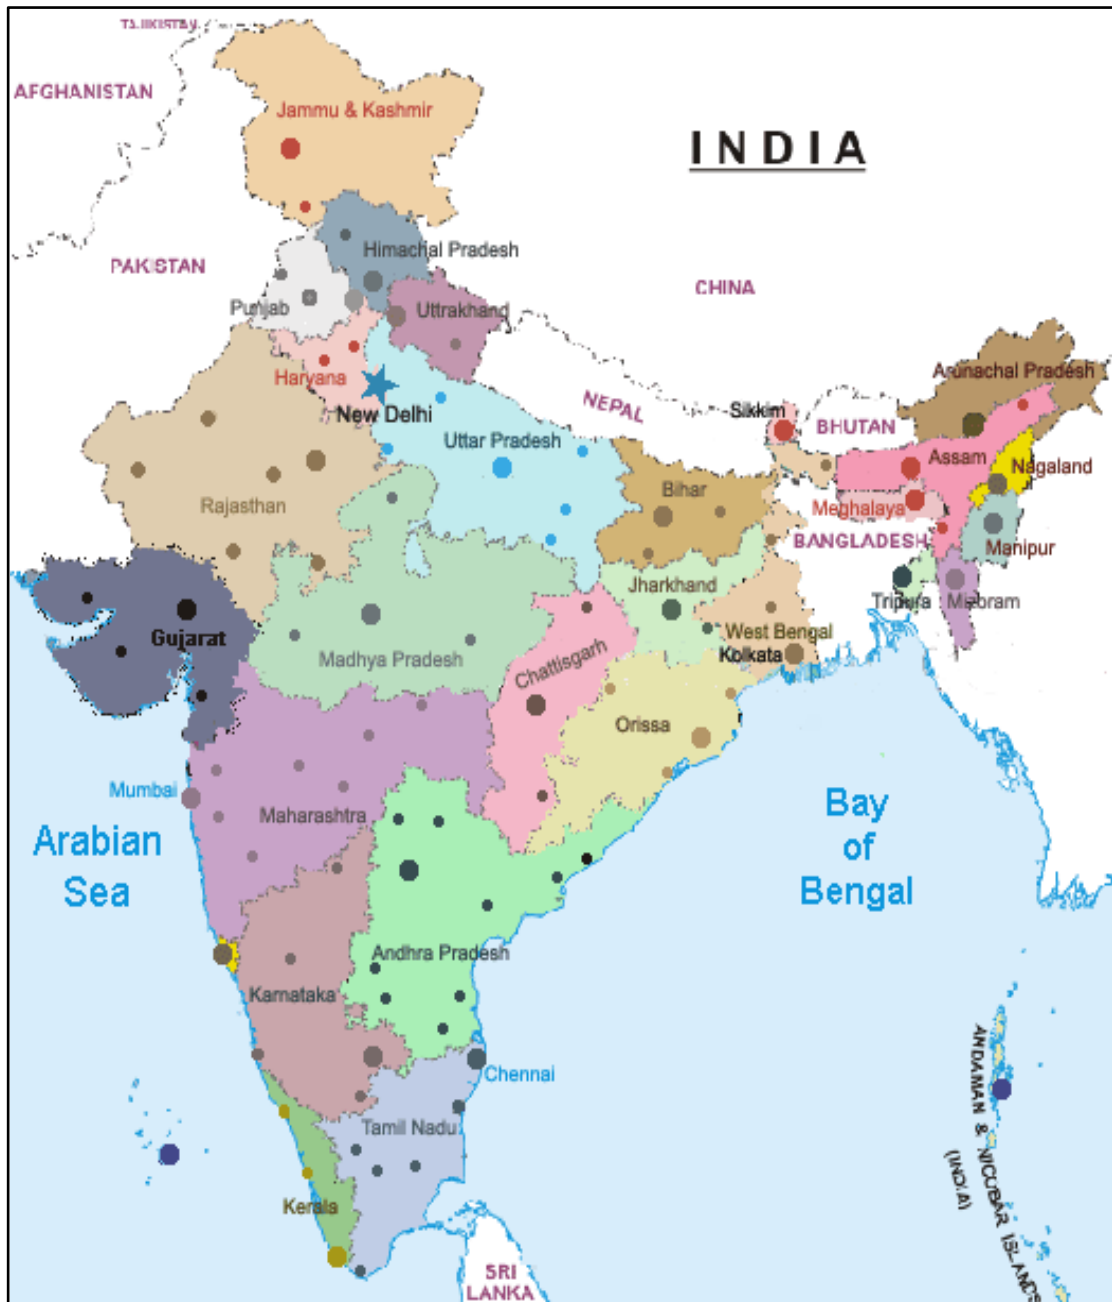 TAJIKISTAN
AFGHANISTAN
Jammu & Kashmir
INDIA
PAKISTAN
Himachal Pradesh
CHINA
Punjab
Uttrakhand
Haryana
New Delhi
NEPAL
Sikkim
BHUTAN
Arunachal Pradesh
Uttar Pradesh
Assam
Nagaland
Rajasthan
Bihar
Meghalaya
BANGLADESH
Manipur
Jharkhand
Tripura
Mizoram
Gujarat
Madhya Pradesh
Chattisgarh
West Bengal
Kolkata
Orissa
Mumbai
Maharashtra
Arabian
Sea
Bay
of
Bengal
Andhra Pradesh
Karnataka
Chennai
Tamil Nadu
Kerala
ANDAMAN & NICOBAR ISLANDS
(INDIA)
SRI
LANKA